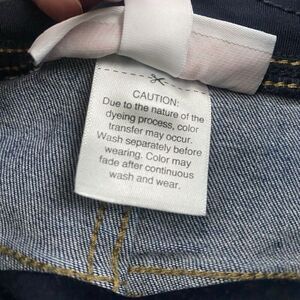 CAUTION:
Due to the nature of the
dyeing process, color
transfer may occur.
Wash separately before
wearing. Color may
fade after continuous
wash and wear.